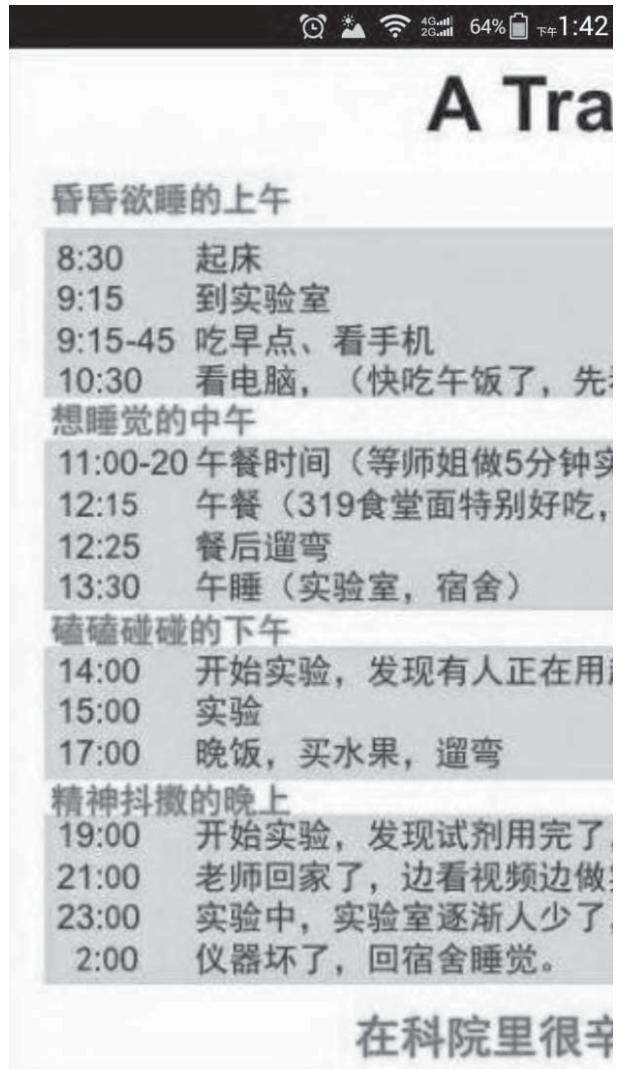 4G 2G 64% 下午1:42
A Tra
昏昏欲睡的上午
8:30 起床
9:15 到实验室
9:15-45 吃早点、看手机
10:30 看电脑，（快吃午饭了，先
想睡觉的中午
11:00-20 午餐时间（等师姐做5分钟实
12:15 午餐（319食堂面特别好吃，
12:25 餐后遛弯
13:30 午睡（实验室，宿舍）
磕磕碰碰的下午
14:00 开始实验，发现有人正在用
15:00 实验
17:00 晚饭，买水果，遛弯
精神抖擞的晚上
19:00 开始实验，发现试剂用完了，
21:00 老师回家了，边看视频边做
23:00 实验中，实验室逐渐人少了，
2:00 仪器坏了，回宿舍睡觉。
在科院里很辛